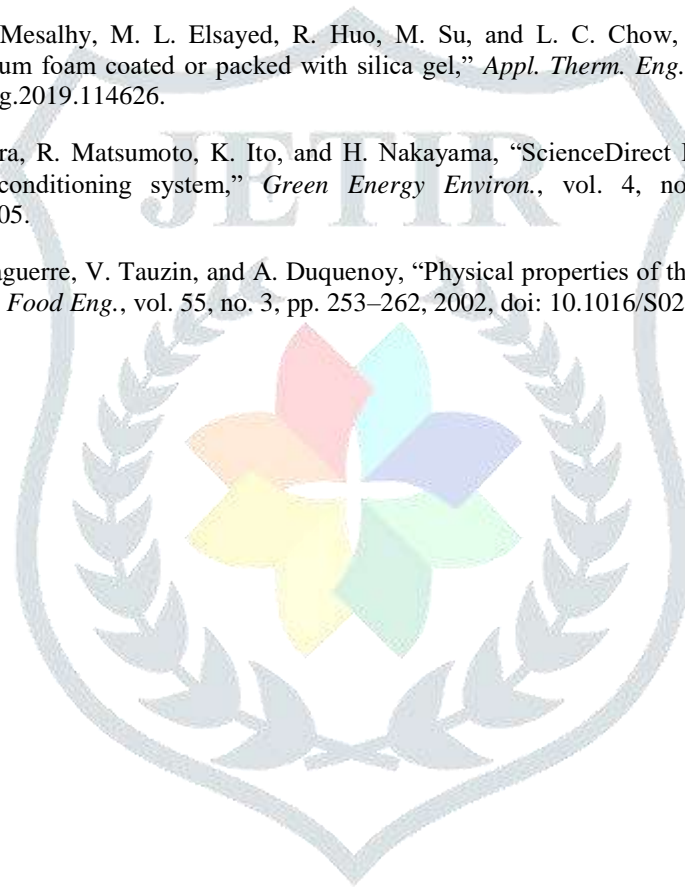 Mesalhy, M. L. Elsayed, R. Huo, M. Su, and L. C. Chow,
um foam coated or packed with silica gel,” Appl. Therm. Eng.
g.2019.114626.
ra, R. Matsumoto, K. Ito, and H. Nakayama, “ScienceDirect
conditioning system,” Green Energy Environ., vol. 4, no
05.
aguerre, V. Tauzin, and A. Duquenoy, “Physical properties of th
Food Eng., vol. 55, no. 3, pp. 253–262, 2002, doi: 10.1016/S02
JETIR